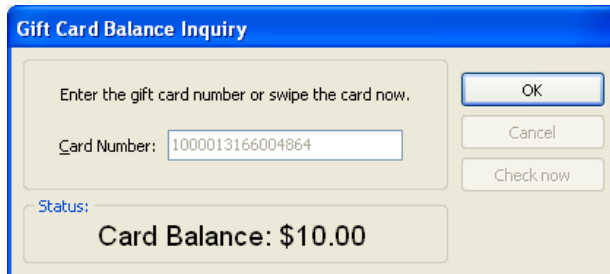 Gift Card Balance Inquiry
Enter the gift card number or swipe the card now.
Card Number: 1000013166004864
OK
Cancel
Check now
Status:
Card Balance: $10.00